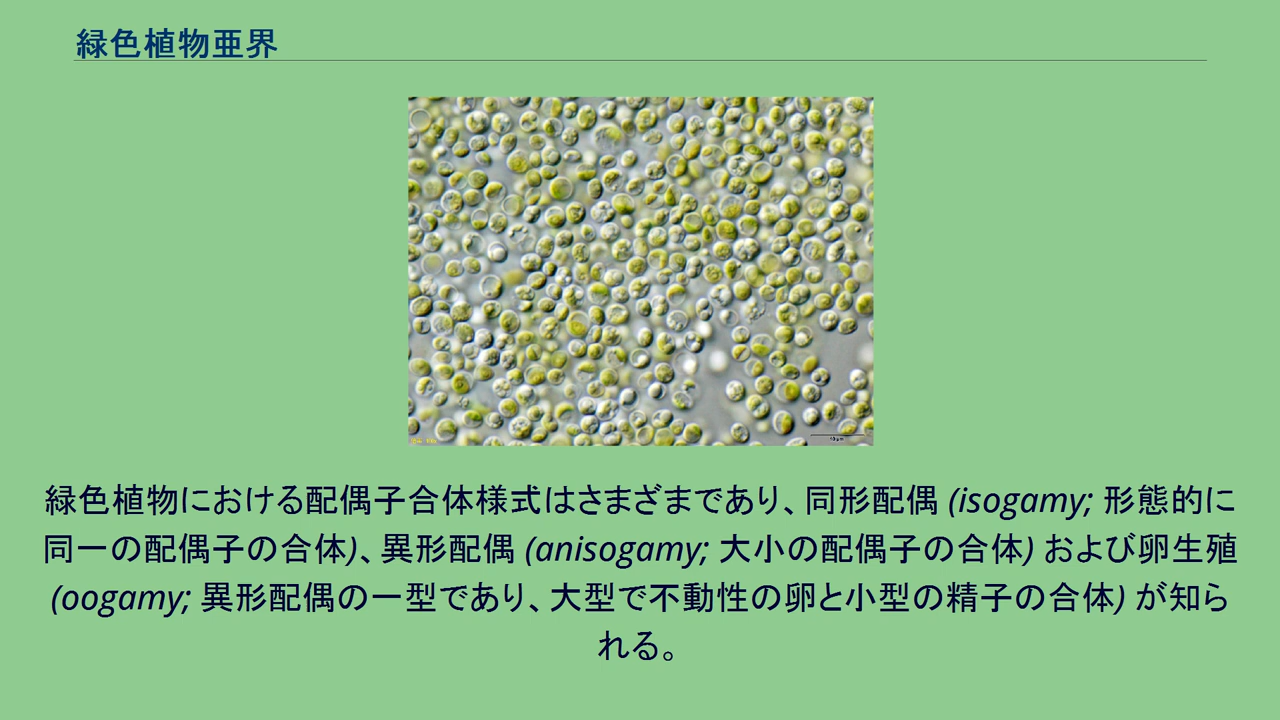 緑色植物亜界
10 µm
緑色植物における配偶子合体様式はさまざまであり、同形配偶 (isogamy; 形態的に
同一の配偶子の合体)、異形配偶 (anisogamy; 大小の配偶子の合体) および卵生殖
(oogamy; 異形配偶の一型であり、大型で不動性の卵と小型の精子の合体) が知ら
れる。